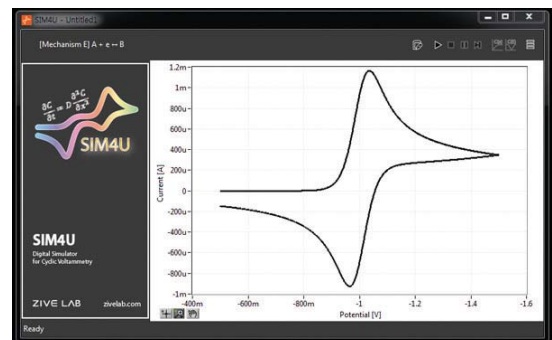 SIM4U - Untitled1
[Mechanism E] A + e ↔ B
∂C/∂t = D ∂²C/∂x²
SiM4U
SIM4U
Digital Simulator
for Cyclic Voltammetry
ZIVE LAB zivelab.com
Current [A]
1.2m
1m
800u
600u
400u
200u
0
-200u
-400u
-600u
-800u
-1m
-400m -600m -800m -1 -1.2 -1.4 -1.6
Potential [V]
Ready